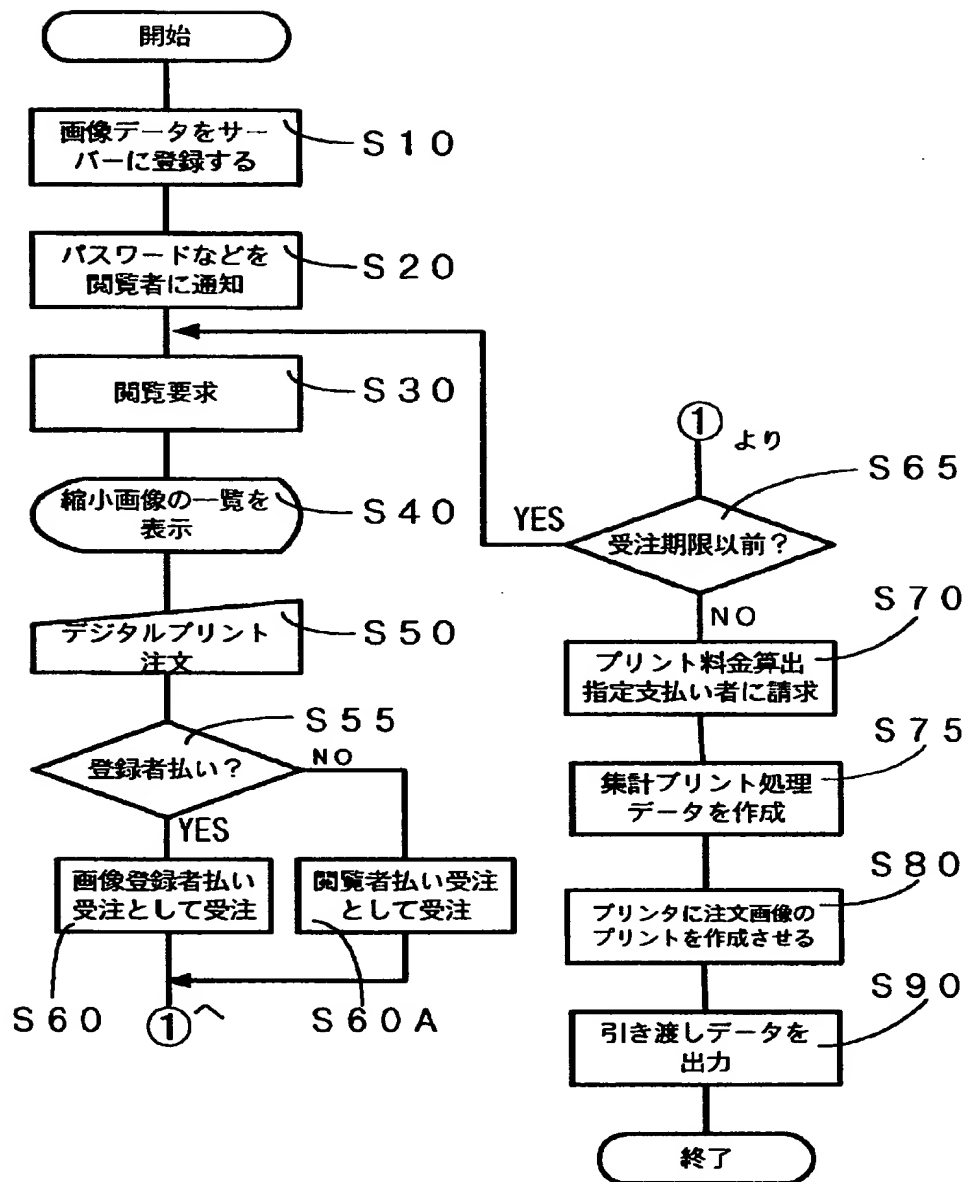 開始
画像データをサー
バーに登録する
S10
パスワードなどを
閲覧者に通知
S20
閲覧要求
S30
縮小画像の一覧を
表示
S40
デジタルプリント
注文
S50
登録者払い?
S55
NO
YES
画像登録者払い
受注として受注
S60
閲覧者払い受注
として受注
S60A
①へ
①より
受注期限以前?
S65
YES
NO
プリント料金算出
指定支払い者に請求
S70
集計プリント処理
データを作成
S75
プリンタに注文画像の
プリントを作成させる
S80
引き渡しデータを
出力
S90
終了